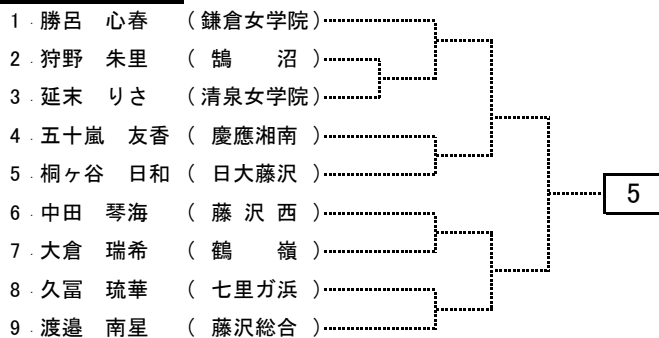 1 勝呂 心春 (鎌倉女学院)
2 狩野 朱里 ( 鵠 沼 )
3 延末 りさ (清泉女学院)
4 五十嵐 友香 ( 慶應湘南 )
5 桐ヶ谷 日和 ( 日大藤沢 )
6 中田 琴海 ( 藤 沢 西 )
7 大倉 瑞希 ( 鶴 嶺 )
8 久冨 琉華 ( 七里ガ浜 )
9 渡邉 南星 ( 藤沢総合 )
5